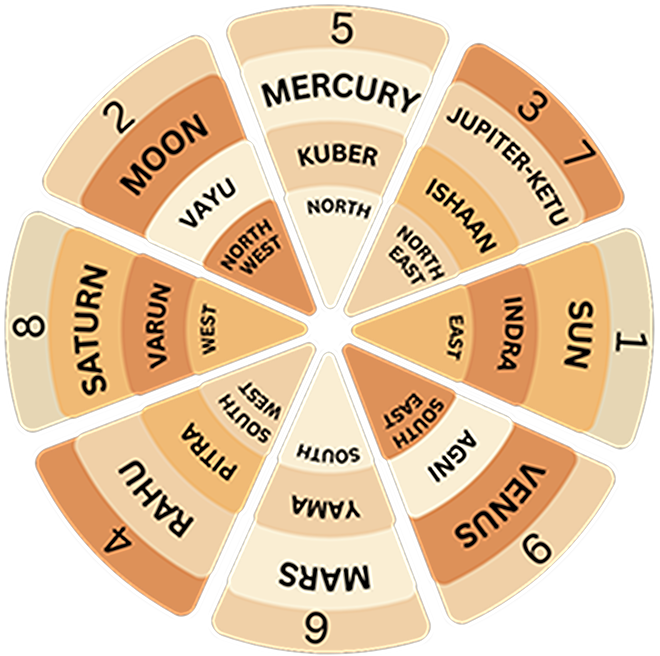 5
MERCURY
KUBER
NORTH
3 7
JUPITER-KETU
ISHAAN
NORTH
EAST
1
SUN
INDRA
EAST
6
VENUS
AGNI
SOUTH
EAST
9
MARS
YAMA
SOUTH
4
RAHU
PITRA
SOUTH
WEST
8
SATURN
VARUN
WEST
2
MOON
VAYU
NORTH
WEST